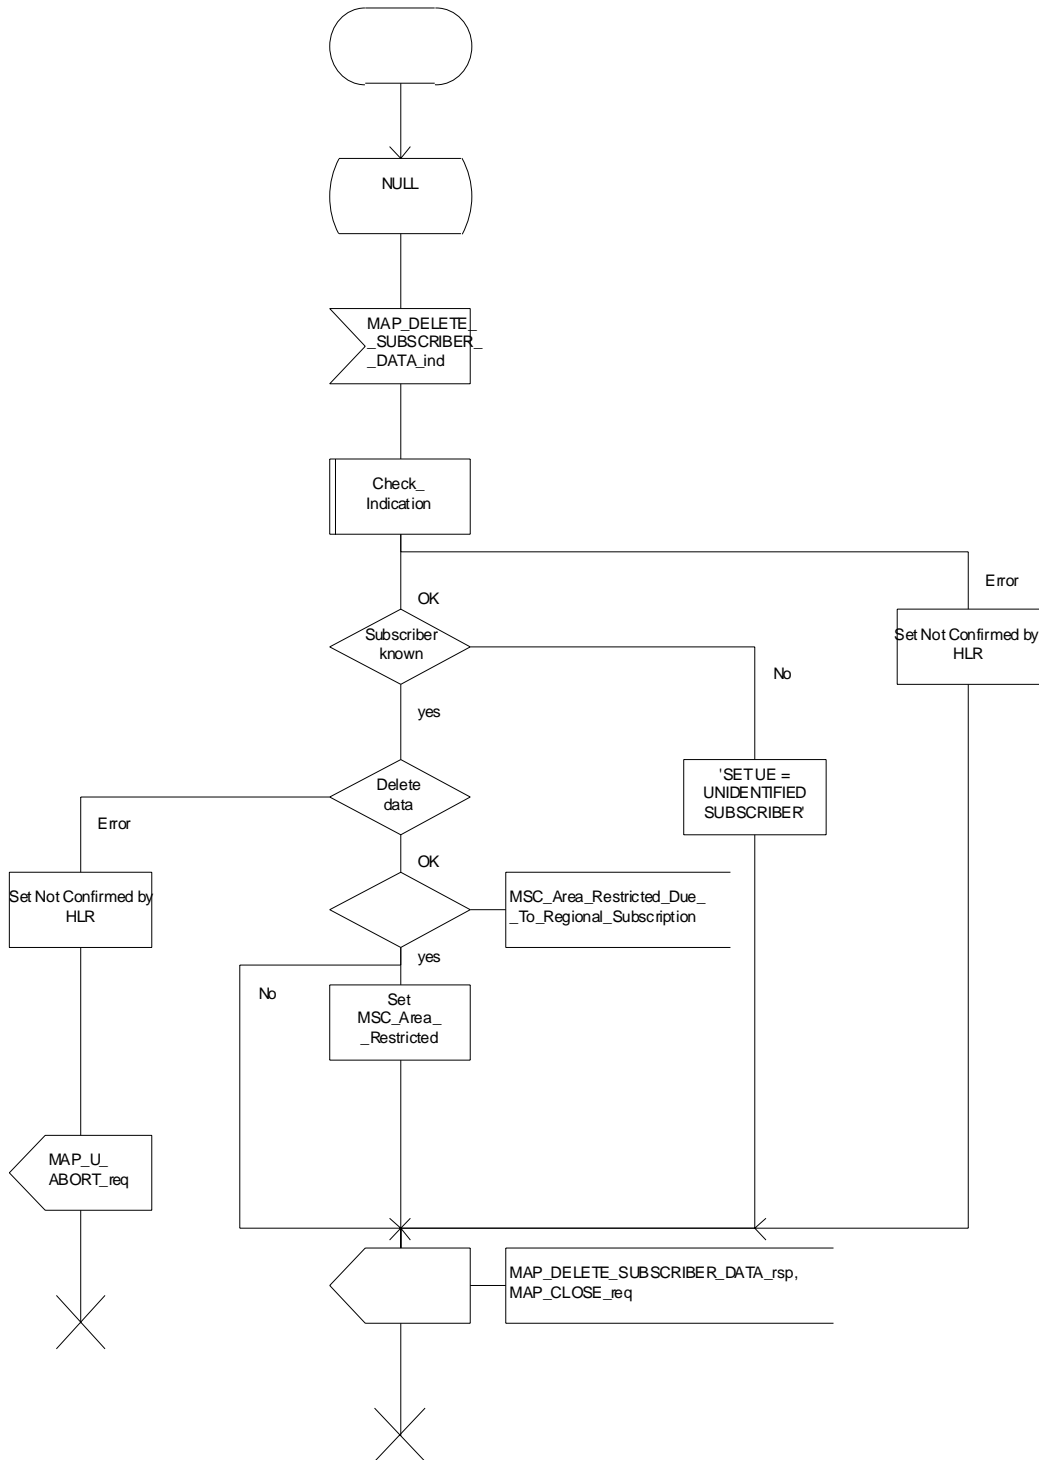 NULL
MAP_DELETE_
_SUBSCRIBER_
_DATA_ind
Check_
Indication
Error
OK
Subscriber
known
Set Not Confirmed by
HLR
No
yes
Delete
data
'SET UE =
UNIDENTIFIED
SUBSCRIBER'
Error
OK
Set Not Confirmed by
HLR
MSC_Area_Restricted_Due_
_To_Regional_Subscription
yes
No
Set
MSC_Area_
_Restricted
MAP_U_
ABORT_req
MAP_DELETE_SUBSCRIBER_DATA_rsp,
MAP_CLOSE_req